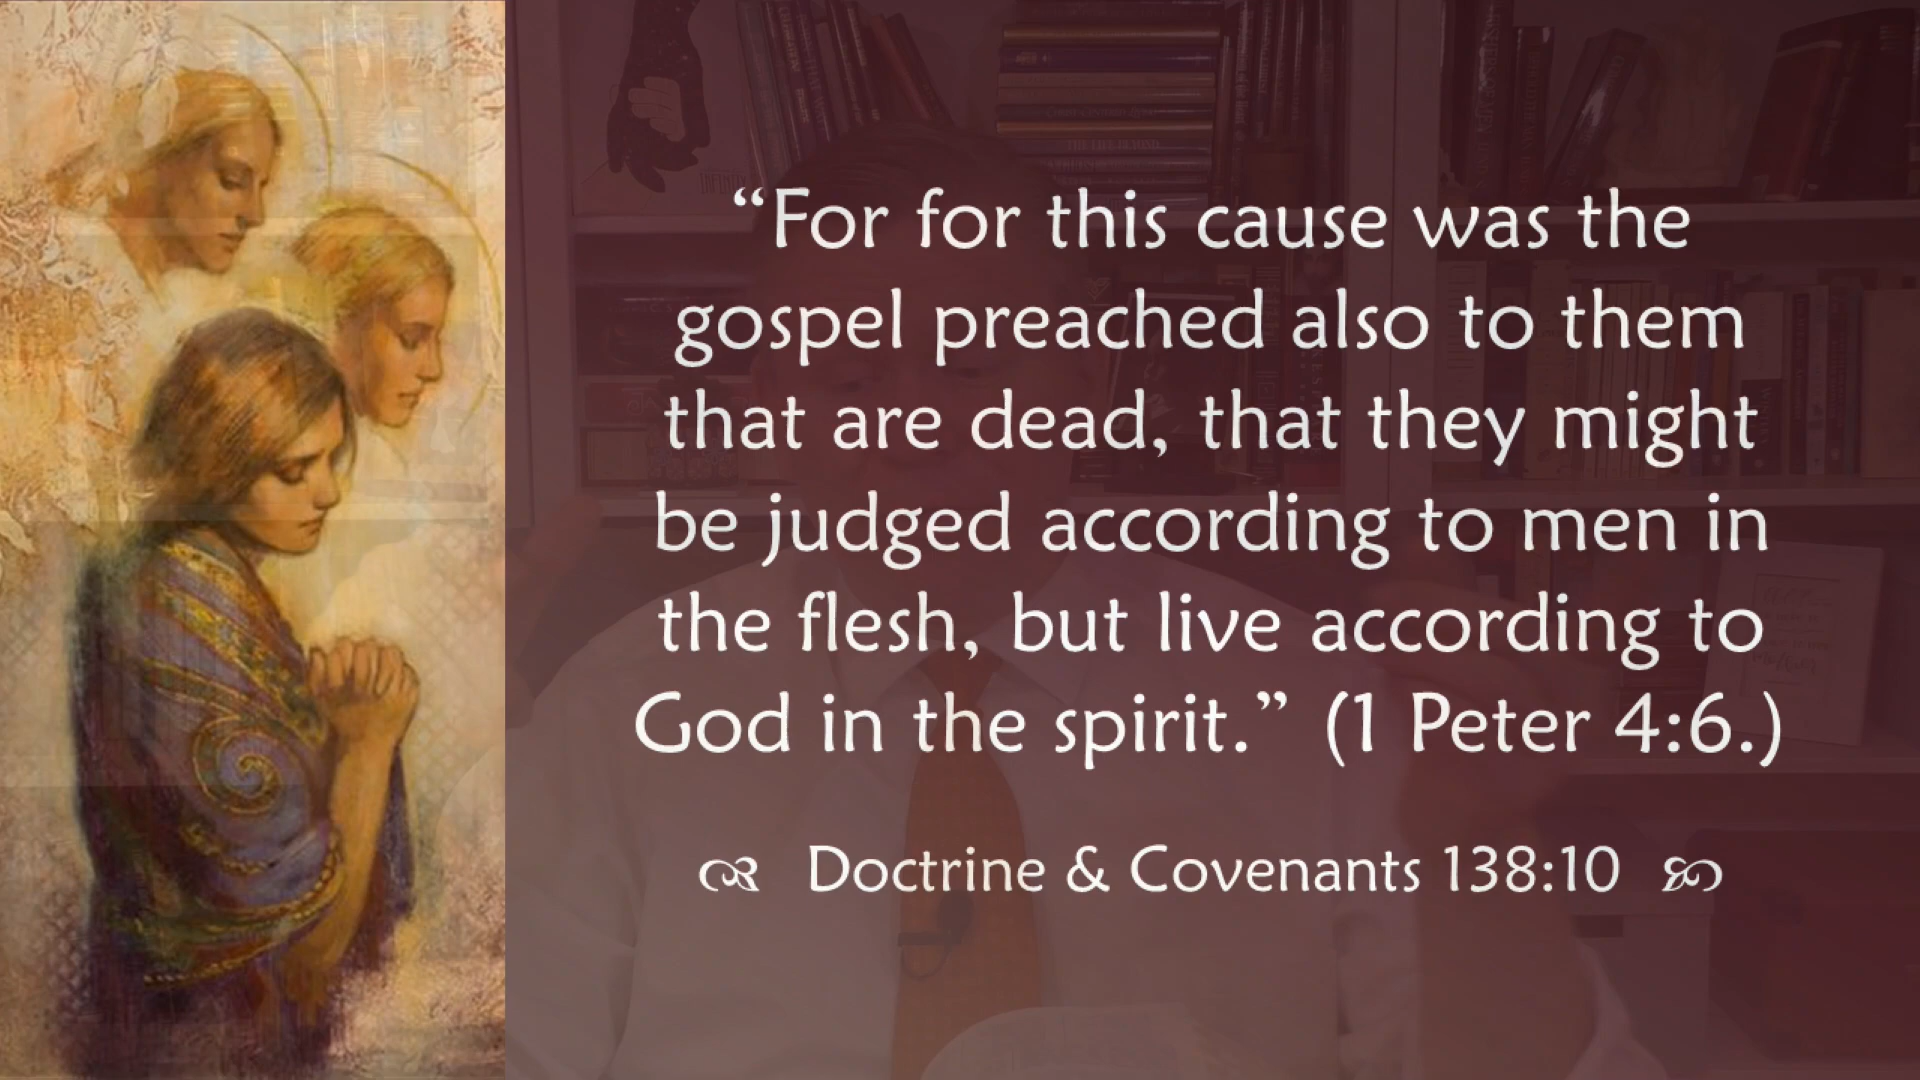 “For for this cause was the
gospel preached also to them
that are dead, that they might
be judged according to men in
the flesh, but live according to
God in the spirit.” (1 Peter 4:6.)
Doctrine & Covenants 138:10